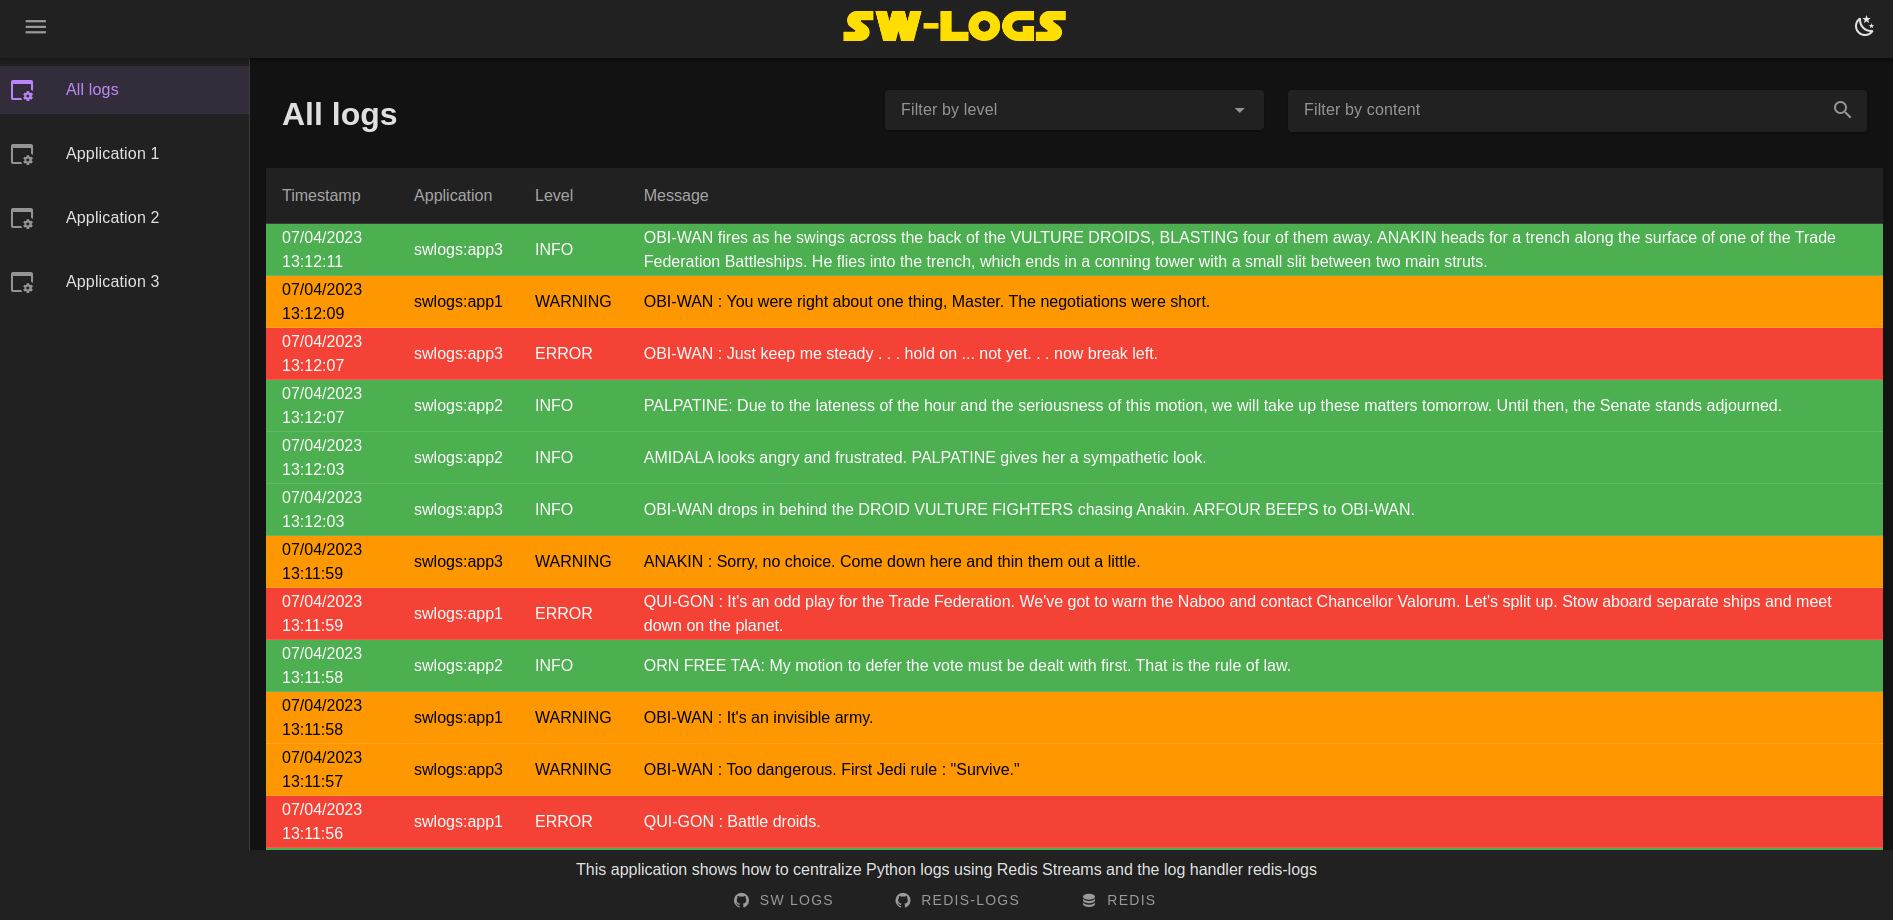 SW-LOGS
All logs
Application 1
Application 2
Application 3
All logs
Filter by level
Filter by content
Timestamp Application Level Message
07/04/2023
13:12:11
swlogs:app3 INFO
OBI-WAN fires as he swings across the back of the VULTURE DROIDS, BLASTING four of them away. ANAKIN heads for a trench along the surface of one of the Trade
Federation Battleships. He flies into the trench, which ends in a conning tower with a small slit between two main struts.
07/04/2023
13:12:09
swlogs:app1 WARNING OBI-WAN : You were right about one thing, Master. The negotiations were short.
07/04/2023
13:12:07
swlogs:app3 ERROR OBI-WAN : Just keep me steady . . . hold on ... not yet. . . now break left.
07/04/2023
13:12:07
swlogs:app2 INFO PALPATINE: Due to the lateness of the hour and the seriousness of this motion, we will take up these matters tomorrow. Until then, the Senate stands adjourned.
07/04/2023
13:12:03
swlogs:app2 INFO AMIDALA looks angry and frustrated. PALPATINE gives her a sympathetic look.
07/04/2023
13:12:03
swlogs:app3 INFO OBI-WAN drops in behind the DROID VULTURE FIGHTERS chasing Anakin. ARFOUR BEEPS to OBI-WAN.
07/04/2023
13:11:59
swlogs:app3 WARNING ANAKIN : Sorry, no choice. Come down here and thin them out a little.
07/04/2023
13:11:59
swlogs:app1 ERROR
QUI-GON : It's an odd play for the Trade Federation. We've got to warn the Naboo and contact Chancellor Valorum. Let's split up. Stow aboard separate ships and meet
down on the planet.
07/04/2023
13:11:58
swlogs:app2 INFO ORN FREE TAA: My motion to defer the vote must be dealt with first. That is the rule of law.
07/04/2023
13:11:58
swlogs:app1 WARNING OBI-WAN : It's an invisible army.
07/04/2023
13:11:57
swlogs:app3 WARNING OBI-WAN : Too dangerous. First Jedi rule : "Survive."
07/04/2023
13:11:56
swlogs:app1 ERROR QUI-GON : Battle droids.
This application shows how to centralize Python logs using Redis Streams and the log handler redis-logs
SW LOGS REDIS-LOGS REDIS